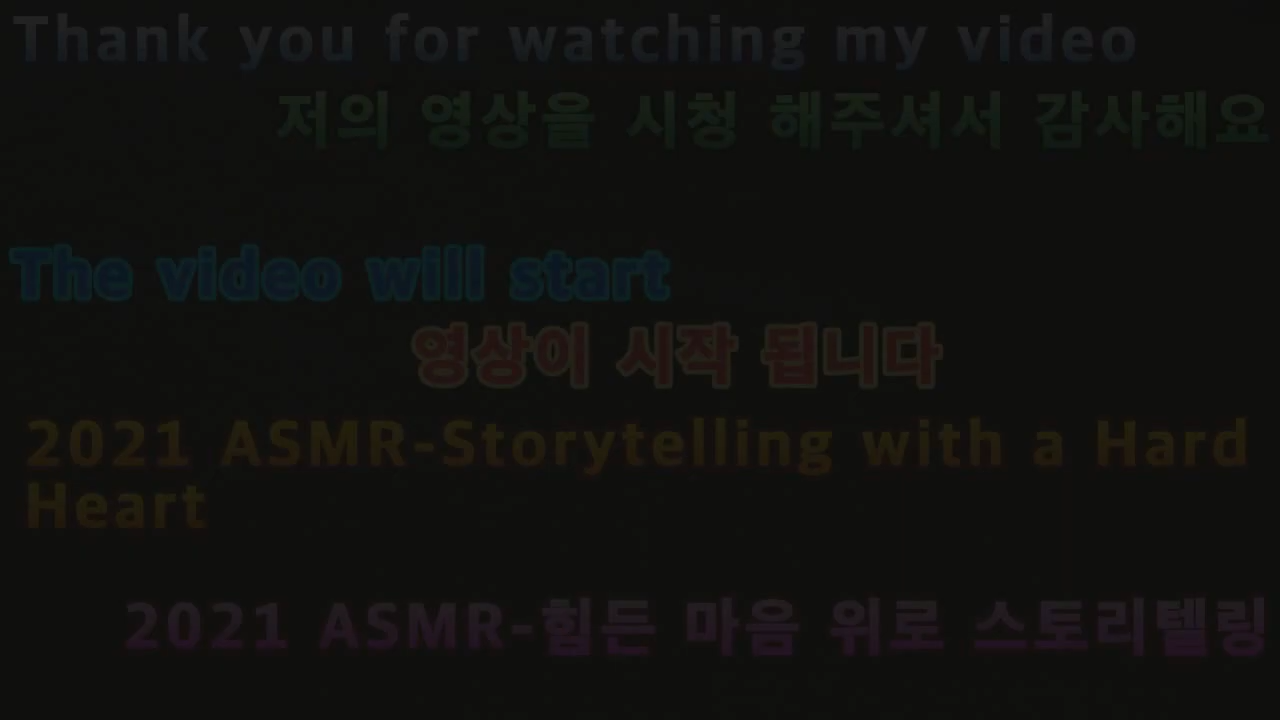 Thank you for watching my video
저의 영상을 시청 해주셔서 감사해요
The video will start
영상이 시작 됩니다
2021 ASMR-Storytelling with a Hard
Heart
2021 ASMR-힘든 마음 위로 스토리텔링